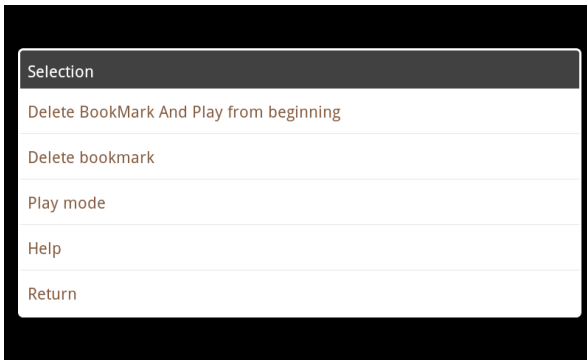 Selection
Delete BookMark And Play from beginning
Delete bookmark
Play mode
Help
Return